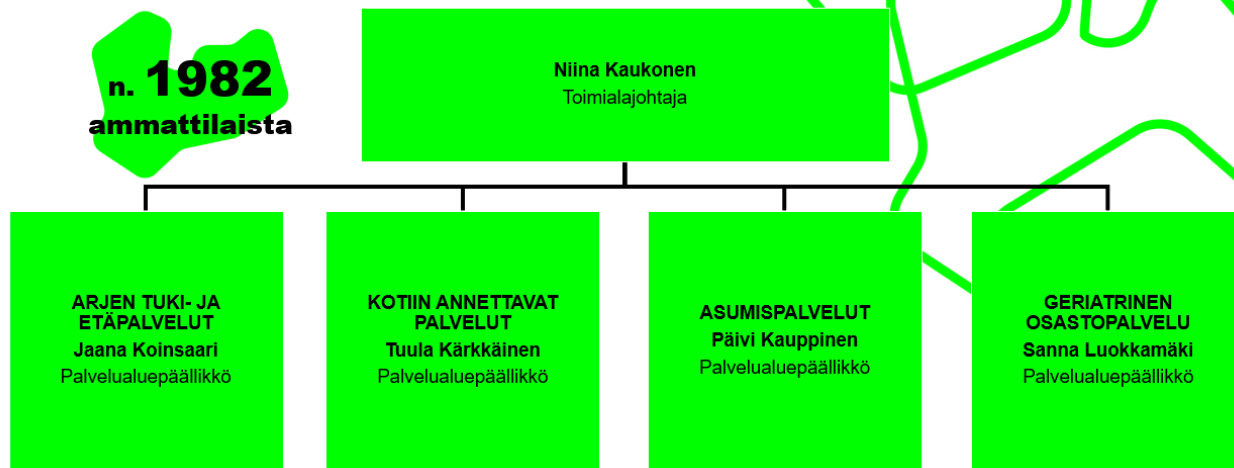 n. 1982
ammattilaista
Niina Kaukonen
Toimialajohtaja
ARJEN TUKI- JA
ETÄPALVELUT
Jaana Koinsaari
Palvelualuepäällikkö
KOTIIN ANNETTAVAT
PALVELUT
Tuula Kärkkäinen
Palvelualuepäällikkö
ASUMISPALVELUT
Päivi Kauppinen
Palvelualuepäällikkö
GERIATRINEN
OSASTOPALVELU
Sanna Luokkamäki
Palvelualuepäällikkö